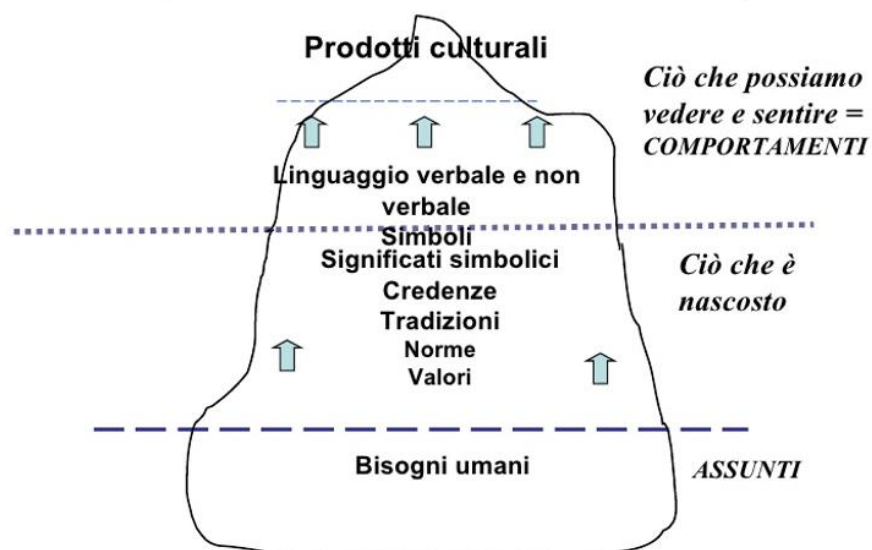 Prodotti culturali
Ciò che possiamo
vedere e sentire =
COMPORTAMENTI
Linguaggio verbale e non
verbale
Simboli
Significati simbolici
Credenze
Tradizioni
Norme
Valori
Ciò che è
nascosto
Bisogni umani
ASSUNTI